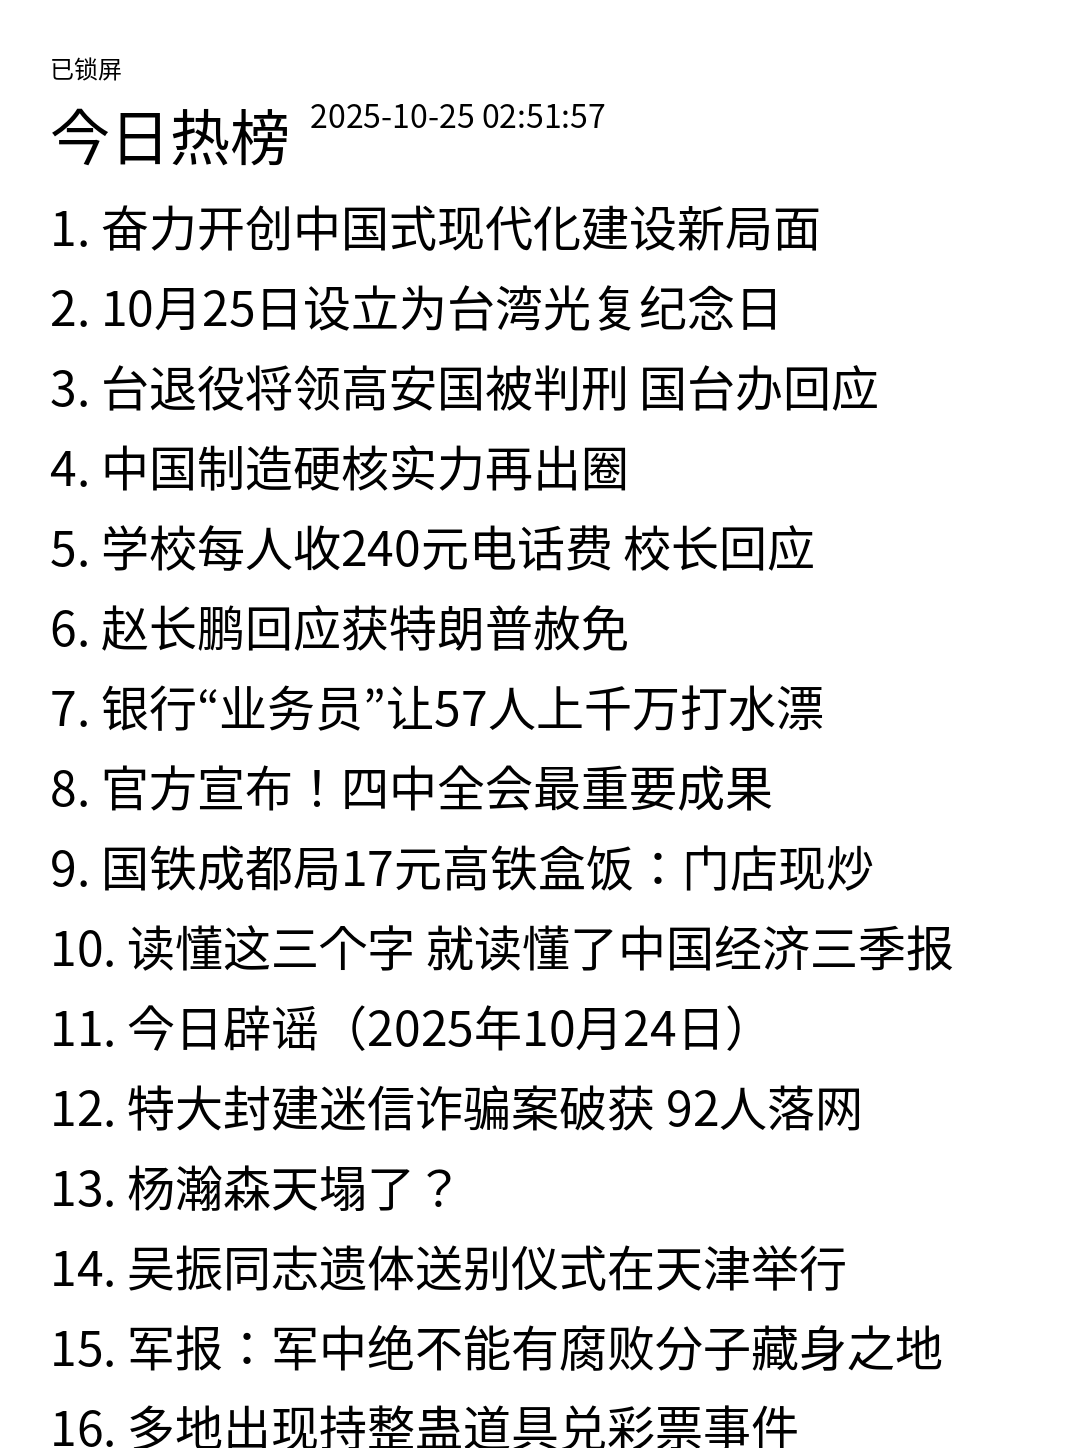 已锁屏
今日热榜 2025-10-25 02:51:57
1. 奋力开创中国式现代化建设新局面
2. 10月25日设立为台湾光复纪念日
3. 台退役将领高安国被判刑 国台办回应
4. 中国制造硬核实力再出圈
5. 学校每人收240元电话费 校长回应
6. 赵长鹏回应获特朗普赦免
7. 银行“业务员”让57人上千万打水漂
8. 官方宣布！四中全会最重要成果
9. 国铁成都局17元高铁盒饭：门店现炒
10. 读懂这三个字 就读懂了中国经济三季报
11. 今日辟谣（2025年10月24日）
12. 特大封建迷信诈骗案破获 92人落网
13. 杨瀚森天塌了？
14. 吴振同志遗体送别仪式在天津举行
15. 军报：军中绝不能有腐败分子藏身之地
16. 多地出现持整蛊道具兑彩票事件